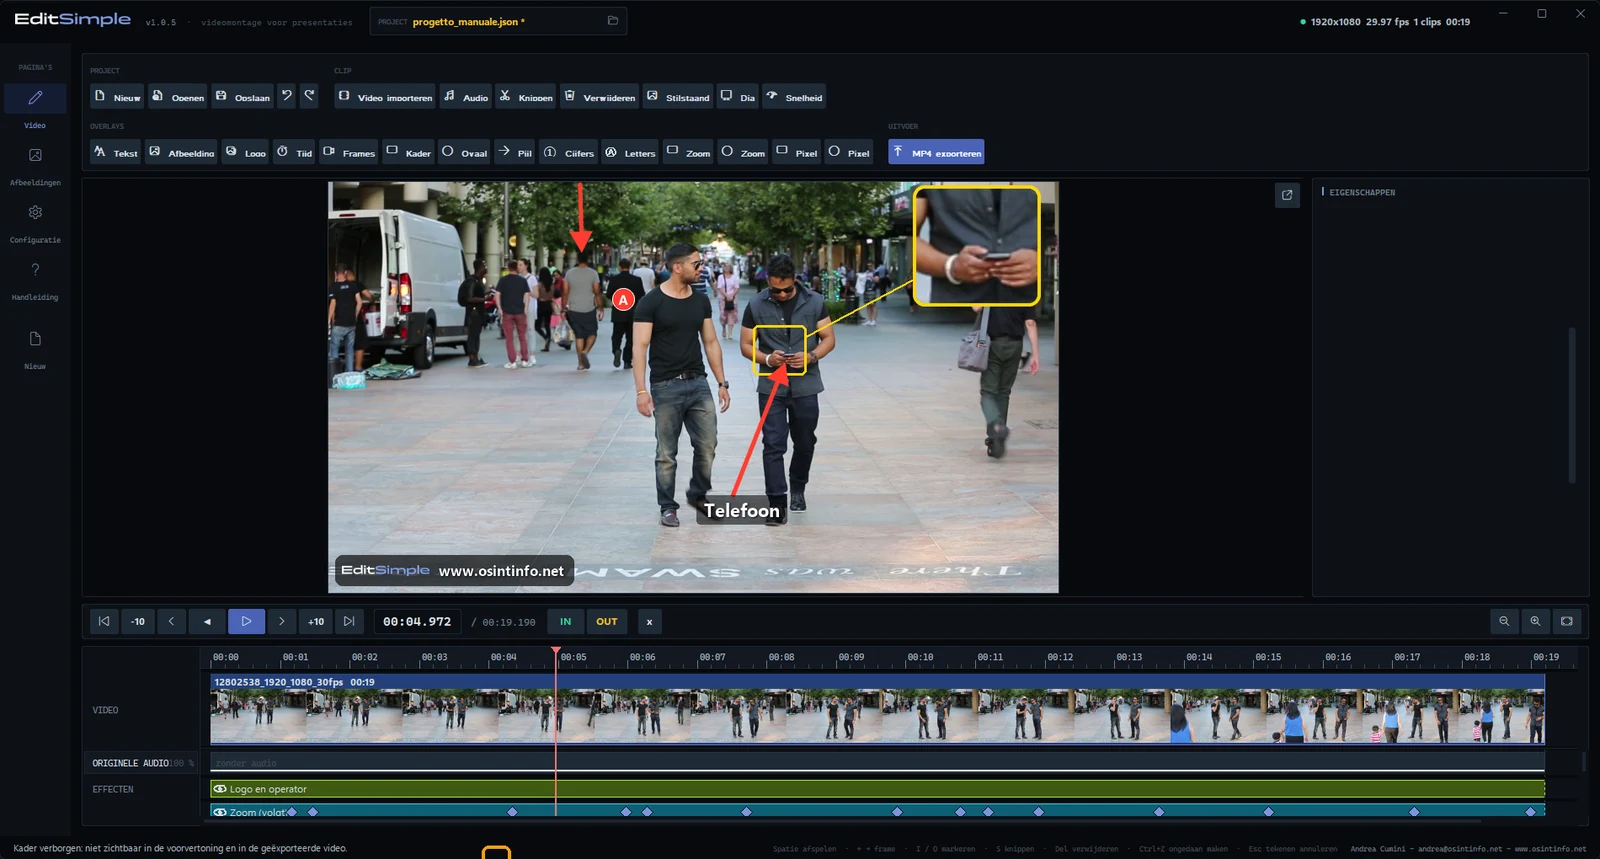 EditSimple v1.0.5 · videomontage voor presentaties
PROJECT progetto_manuale.json *
1920x1080 29.97 fps 1 clips 00:19
PAGINA'S
Video
Afbeeldingen
Configuratie
Handleiding
Nieuw
PROJECT
Nieuw Openen Opslaan
CLIP
Video importeren Audio Knippen Verwijderen Stilstaand Dia Snelheid
OVERLAYS
Tekst Afbeelding Logo Tijd Frames Kader Ovaal Pijl Cijfers Letters Zoom Zoom Pixel Pixel
UITVOER
MP4 exporteren
EIGENSCHAPPEN
A
Telefoon
EditSimple www.osintinfo.net
There was SWAM
-10 +10 00:04.972 / 00:19.190 IN OUT x
00:00 00:01 00:02 00:03 00:04 00:05 00:06 00:07 00:08 00:09 00:10 00:11 00:12 00:13 00:14 00:15 00:16 00:17 00:18 00:19
VIDEO
12802538_1920_1080_30fps 00:19
ORIGINELE AUDIO 100 %
zonder audio
EFFECTEN
Logo en operator
Zoom (volgt
Kader verborgen: niet zichtbaar in de voorvertoning en in de geëxporteerde video.
Spatie afspelen · ← → frame · I / O markeren · S knippen · Del verwijderen · Ctrl+Z ongedaan maken · Esc tekenen annuleren
Andrea Cumini – andrea@osintinfo.net – www.osintinfo.net